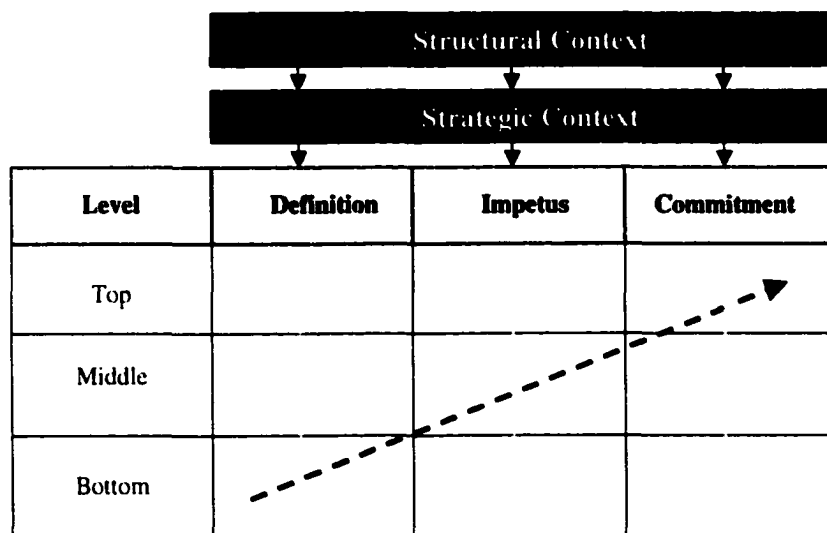 Structural Context
Strategic Context
Level Definition Impetus Commitment
Top
Middle
Bottom